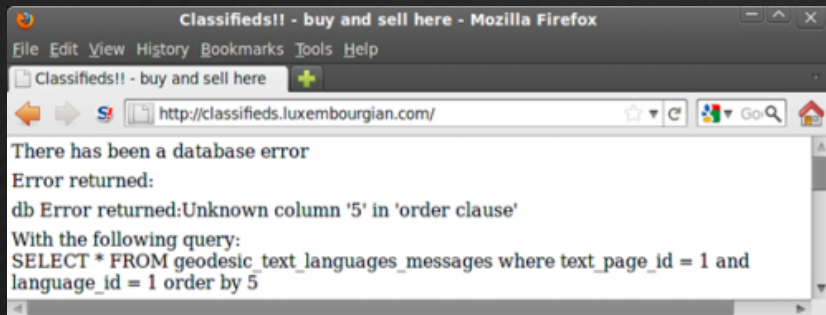 Classifieds!! - buy and sell here - Mozilla Firefox
File Edit View History Bookmarks Tools Help
Classifieds!! - buy and sell here
http://classifieds.luxembourgian.com/
There has been a database error
Error returned:
db Error returned:Unknown column '5' in 'order clause'
With the following query:
SELECT * FROM geodesic_text_languages_messages where text_page_id = 1 and
language_id = 1 order by 5